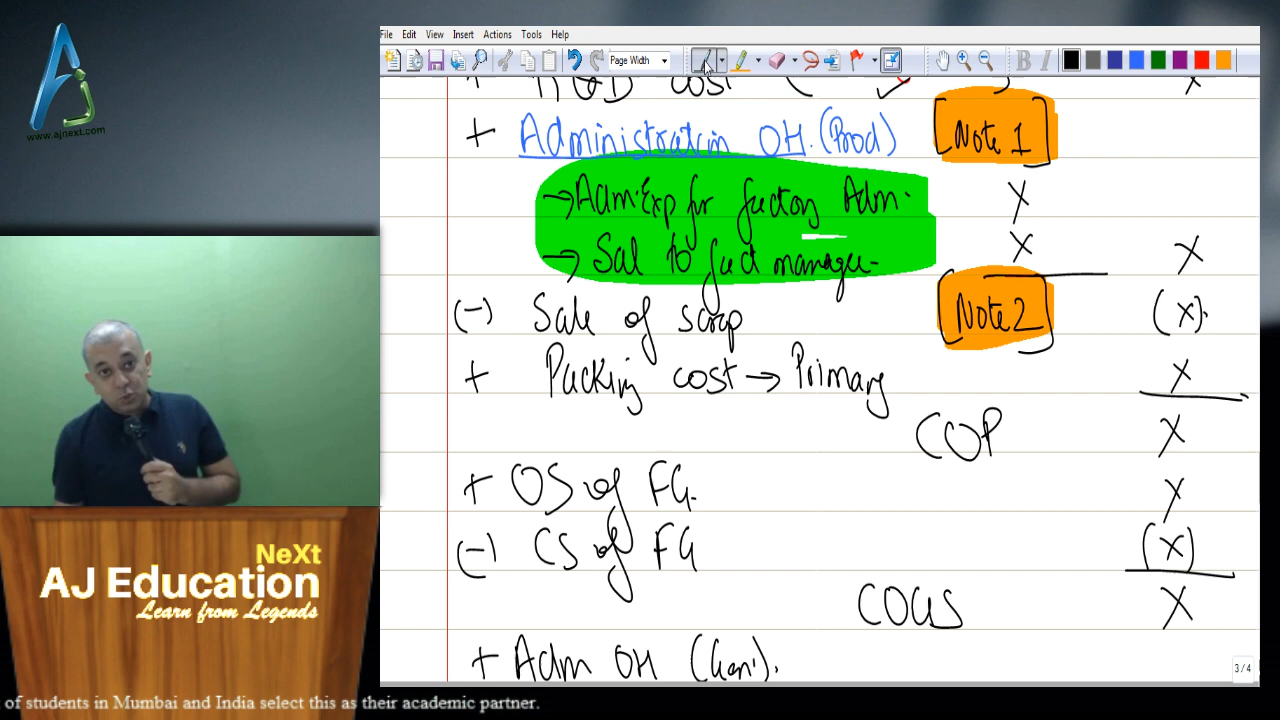 www.ajnext.com
File Edit View Insert Actions Tools Help
Page Width
B I
+ R&D cost ( )  X
+ Administratin OH. (Prod) [Note 1]
→ Adm. Exp for factory Adm. X
→ Sal to fact manager X X
(-) Sale of scrap [Note 2] (X)
+ Packing cost → Primary X
COP X
+ OS of FG. X
(-) CS of FG (X)
COGS X
+ Adm OH (Gen).
3/4
NeXt
AJ Education
Learn from Legends
of students in Mumbai and India select this as their academic partner.